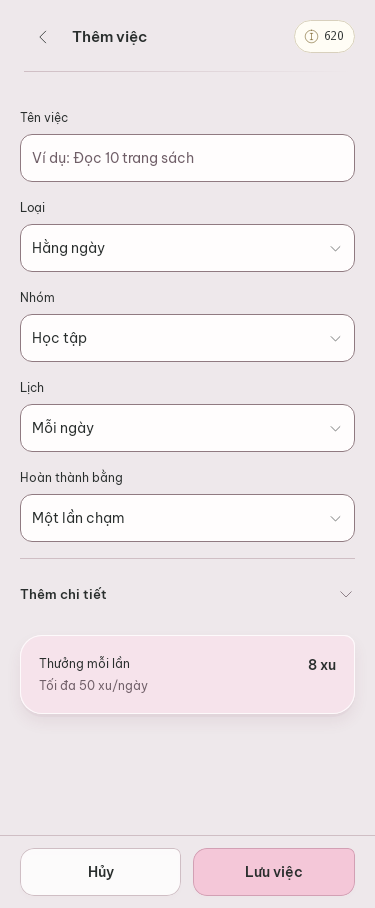 Thêm việc
620
Tên việc
Ví dụ: Đọc 10 trang sách
Loại
Hằng ngày
Nhóm
Học tập
Lịch
Mỗi ngày
Hoàn thành bằng
Một lần chạm
Thêm chi tiết
Thưởng mỗi lần
8 xu
Tối đa 50 xu/ngày
Hủy
Lưu việc